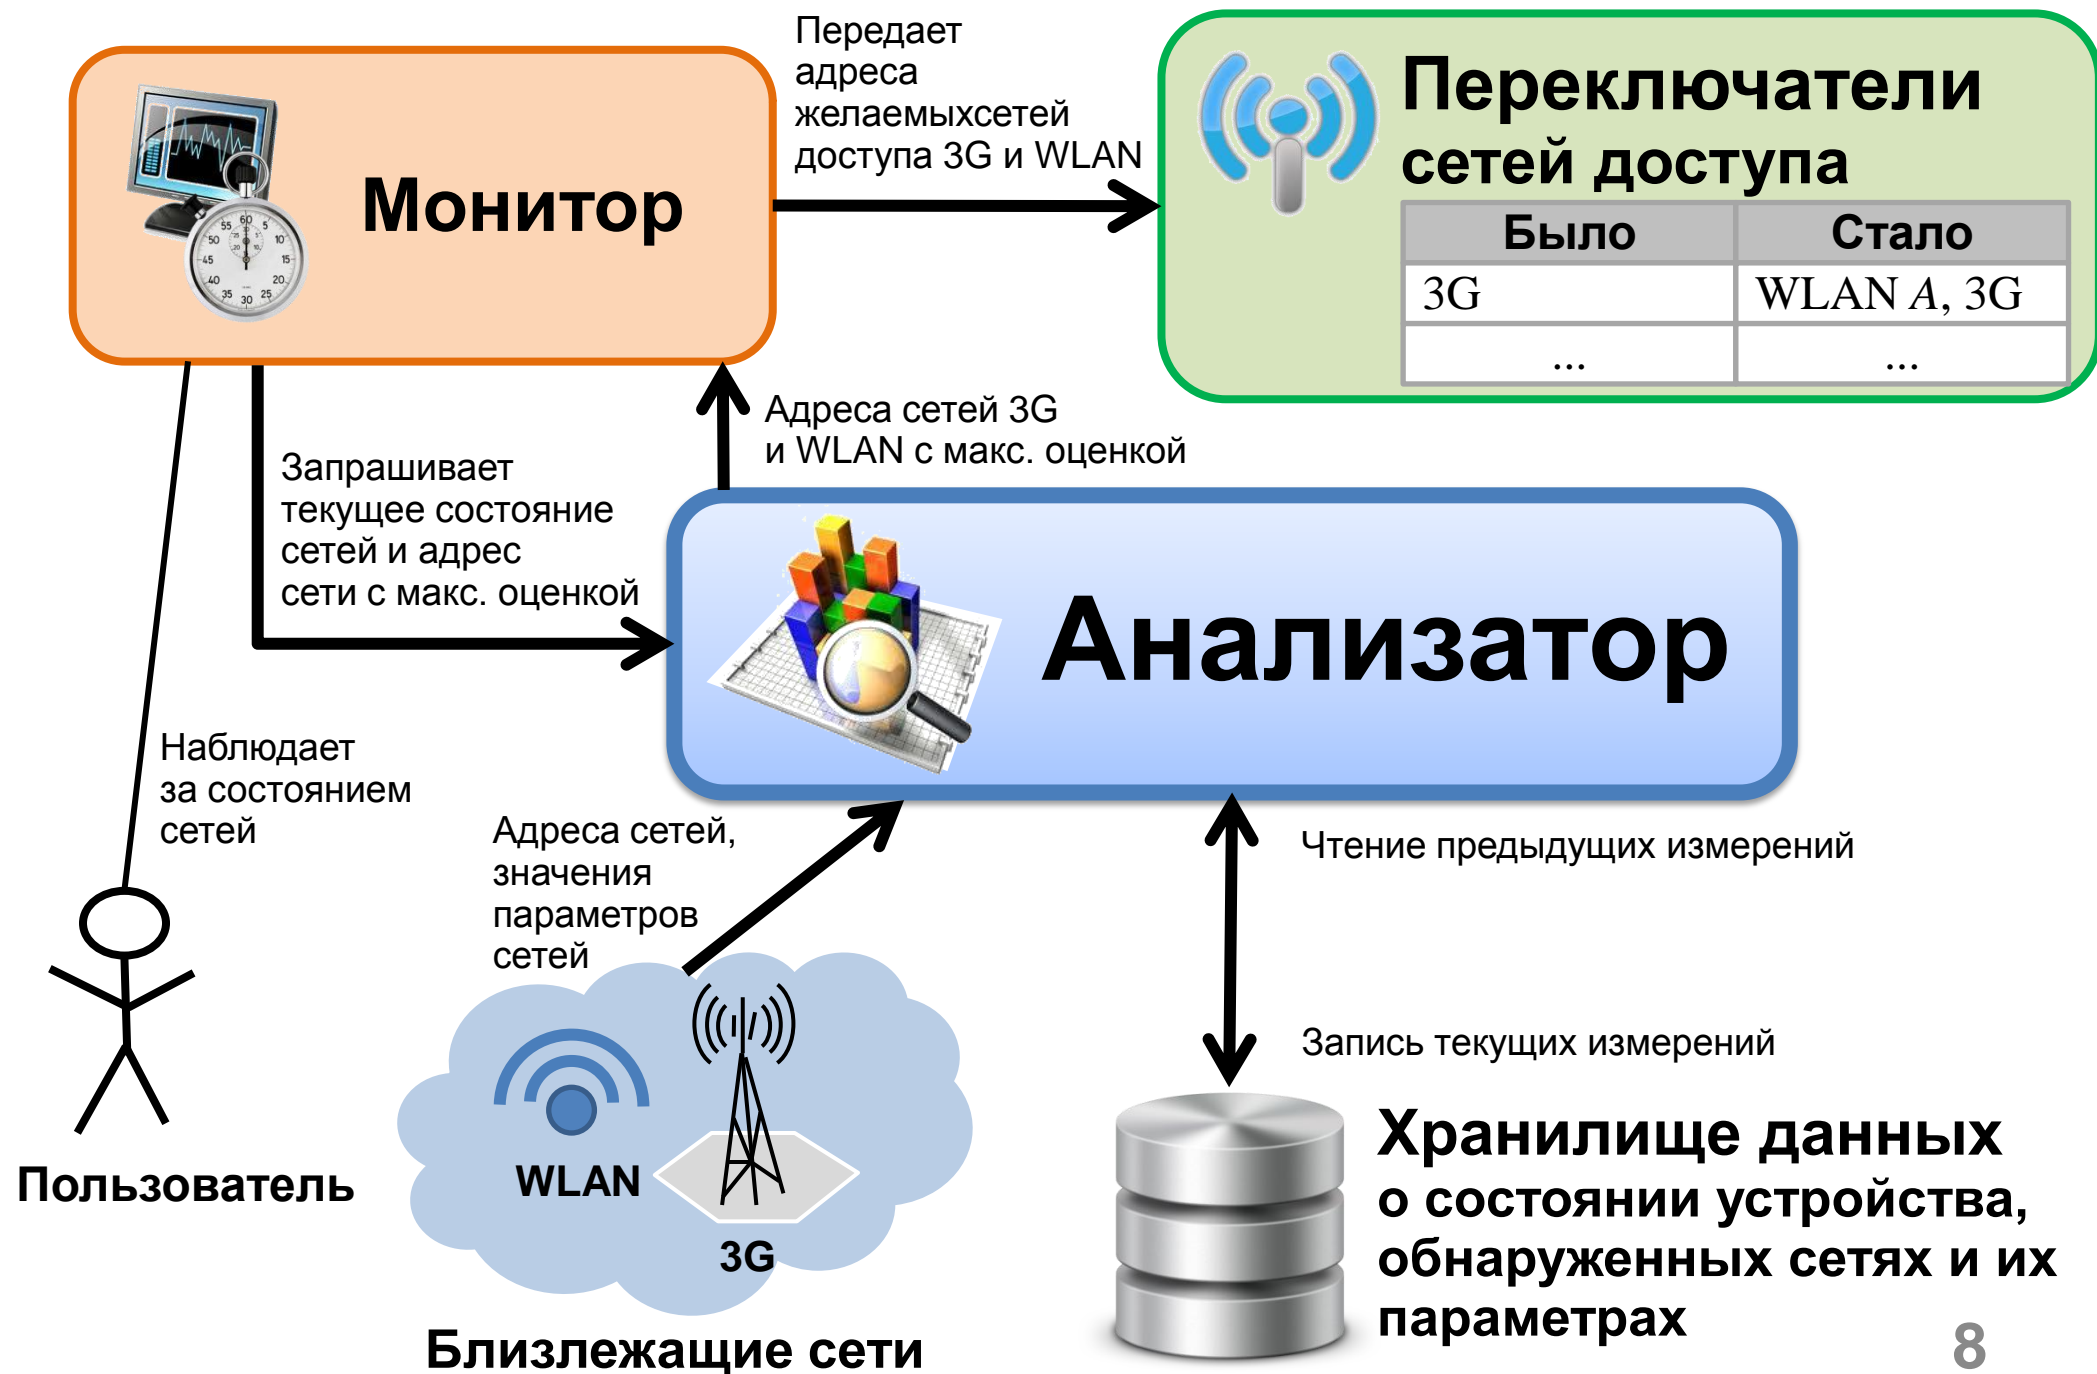 Передает
адреса
желаемыхсетей
доступа 3G и WLAN
Монитор
Переключатели
сетей доступа
Было Стало
3G WLAN A, 3G
... ...
Адреса сетей 3G
и WLAN с макс. оценкой
Запрашивает
текущее состояние
сетей и адрес
сети с макс. оценкой
Анализатор
Наблюдает
за состоянием
сетей
Адреса сетей,
значения
параметров
сетей
Чтение предыдущих измерений
Запись текущих измерений
Пользователь
WLAN
3G
Близлежащие сети
Хранилище данных
о состоянии устройства,
обнаруженных сетях и их
параметрах
8